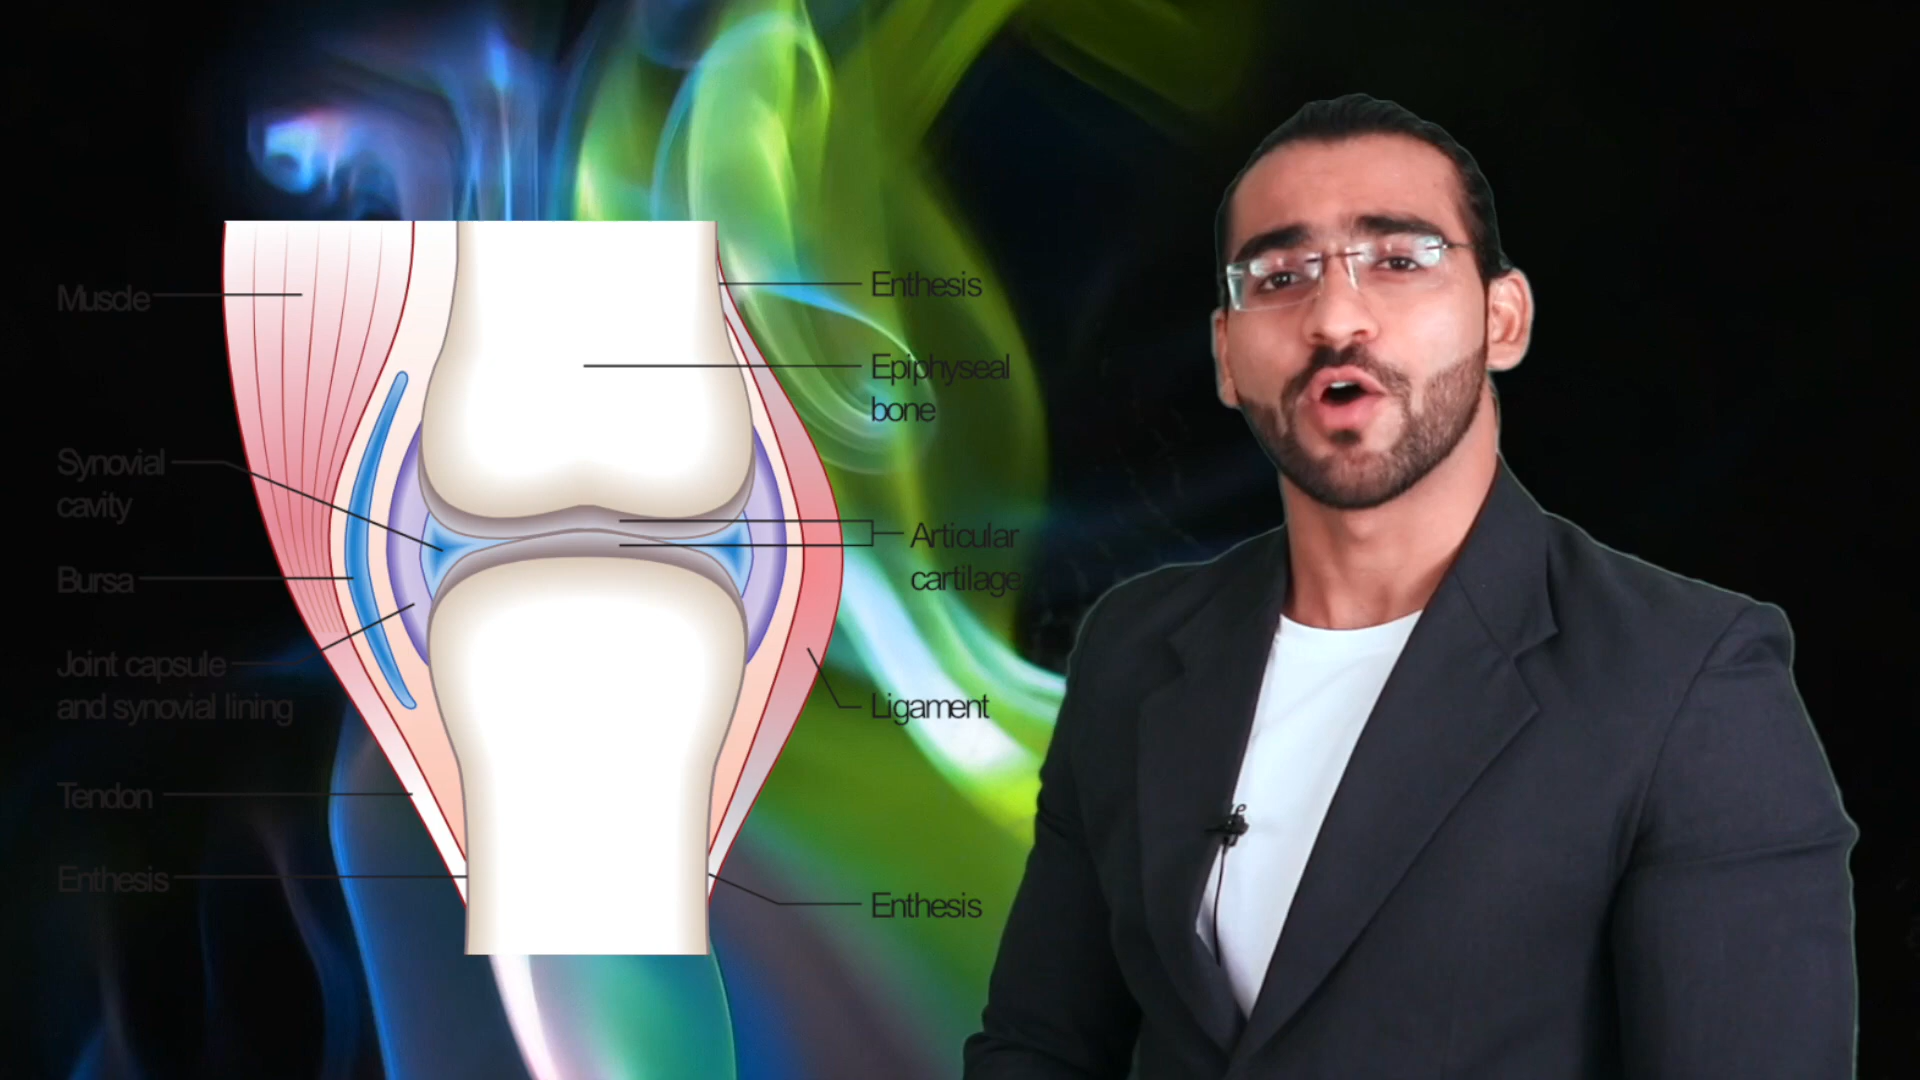 Muscle
Synovial
cavity
Bursa
Joint capsule
and synovial lining
Tendon
Enthesis
Enthesis
Epiphyseal
bone
Articular
cartilage
Ligament
Enthesis